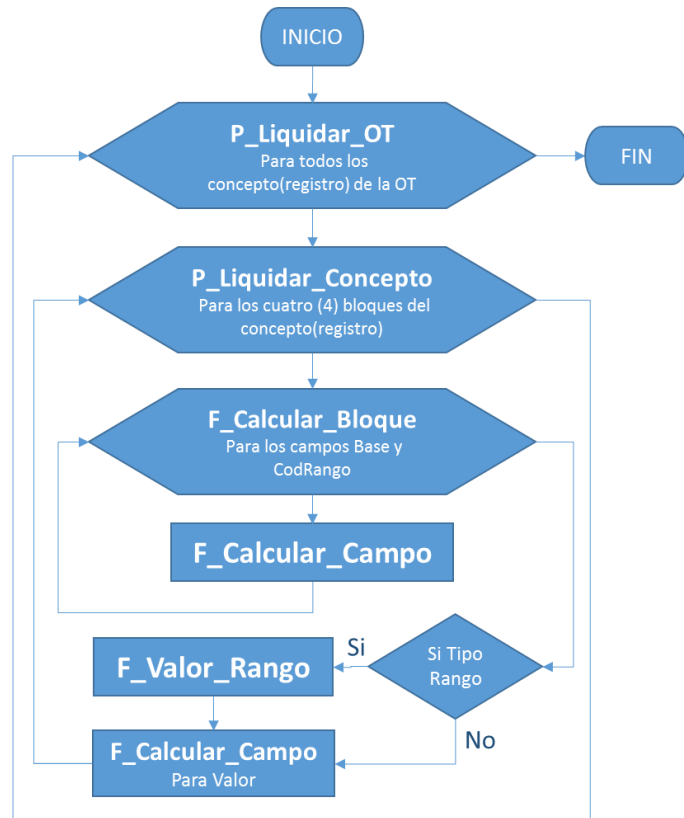 INICIO
P_Liquidar_OT
Para todos los
concepto(registro) de la OT
FIN
P_Liquidar_Concepto
Para los cuatro (4) bloques del
concepto(registro)
F_Calcular_Bloque
Para los campos Base y
CodRango
F_Calcular_Campo
Si Tipo
Rango
Si
F_Valor_Rango
No
F_Calcular_Campo
Para Valor